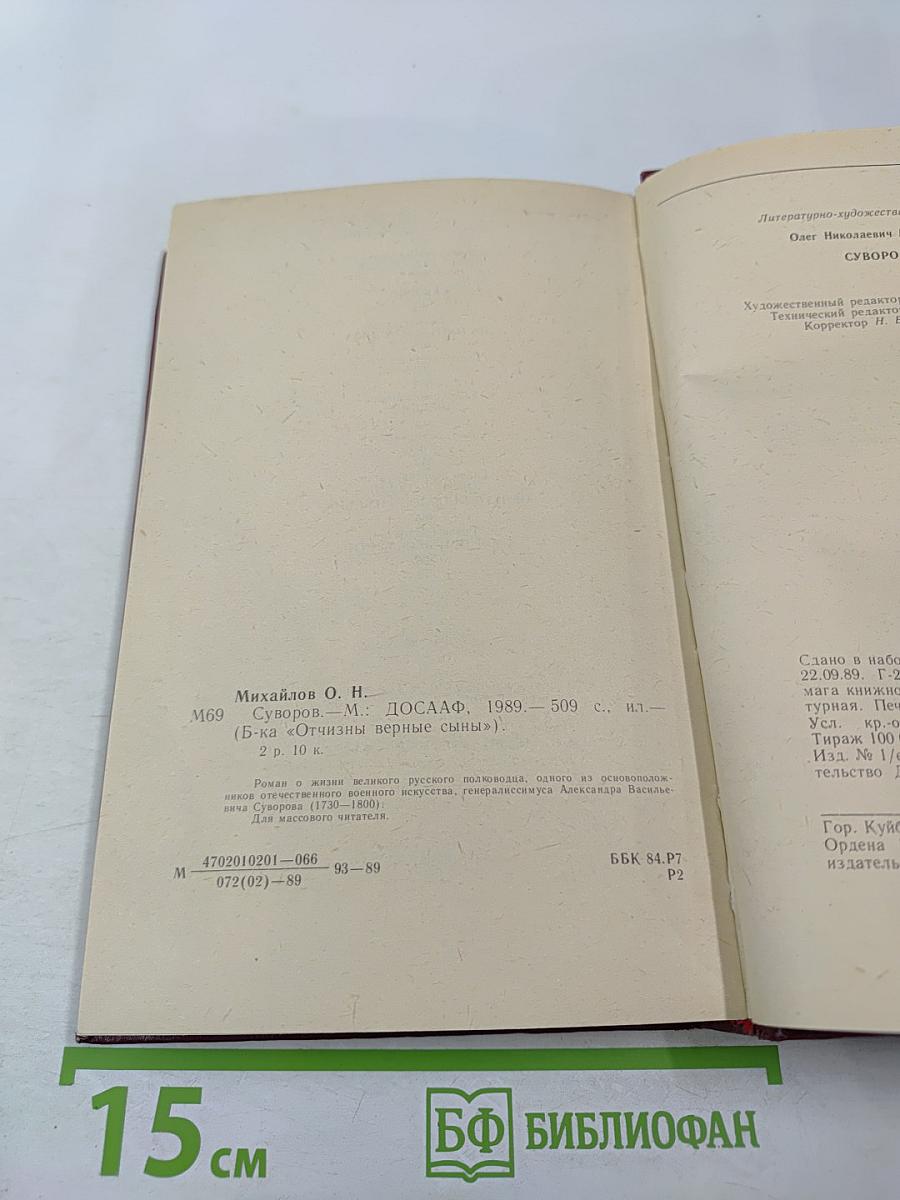 Михайлов О. Н.
М69 Суворов.—М.: ДОСААФ, 1989.— 509 с., ил.—
(Б-ка «Отчизны верные сыны»).
2 р. 10 к.
Роман о жизни великого русского полководца, одного из основополож-
ников отечественного военного искусства, генералиссимуса Александра Василье-
вича Суворова (1730—1800).
Для массового читателя.
М 4702010201—066 93—89
072(02)—89
ББК 84.Р7
Р2
Литературно-художестве
Олег Николаевич
СУВОРО
Художественный редактор
Технический редакто
Корректор Н.
Сдано в набо
22.09.89. Г-2
мага книжно
турная. Печ
Усл. кр.-о
Тираж 100
Изд. № 1/
тельство
Гор. Куйб
Ордена
издатель
15 см
БФ БИБЛИОФАН